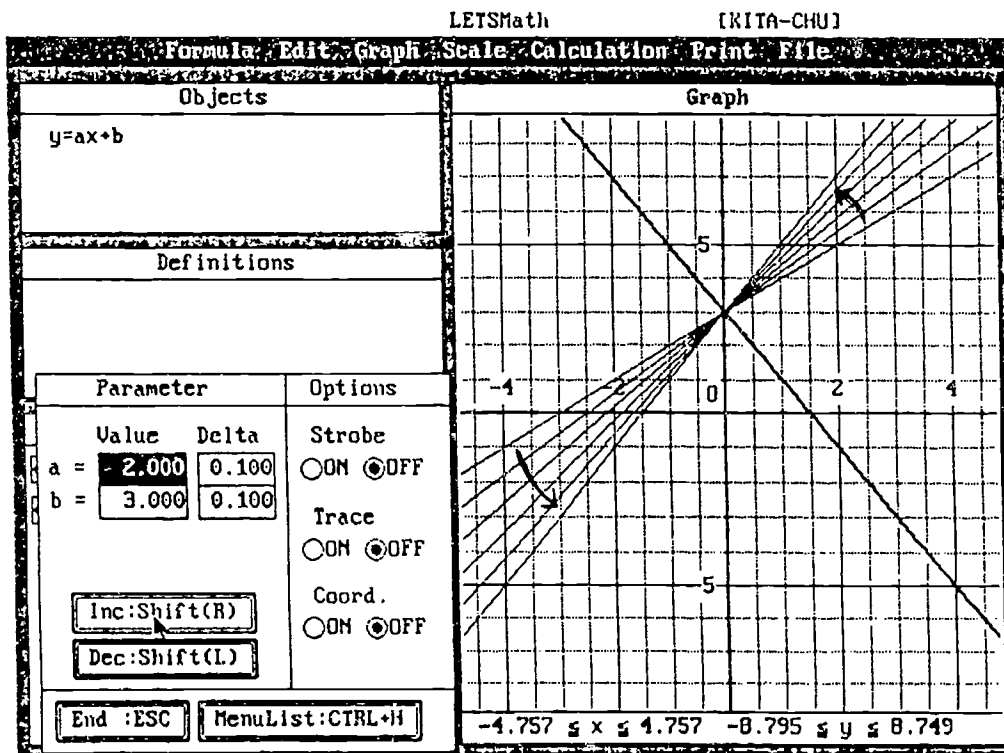 LETSMath [KITA-CHU]
Formula Edit Graph Scale Calculation Print File
Objects
y=ax+b
Definitions
Parameter
Value Delta
a = - 2.000 0.100
b = 3.000 0.100
Inc:Shift(R)
Dec:Shift(L)
Options
Strobe
ON OFF
Trace
ON OFF
Coord.
ON OFF
End :ESC MenuList:CTRL+H
Graph
5
-4 -2 0 2 4
-5
-4.757 ≤ x ≤ 4.757 -8.795 ≤ y ≤ 8.749